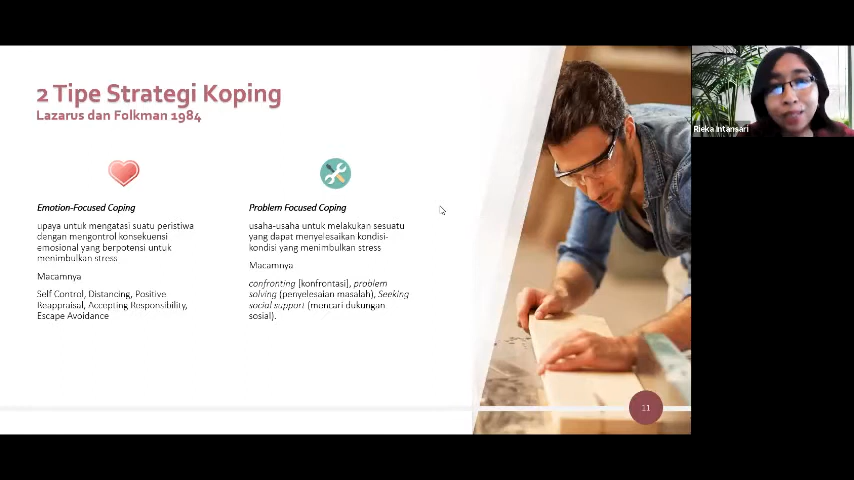 2 Tipe Strategi Koping
Lazarus dan Folkman 1984
Emotion-Focused Coping
upaya untuk mengatasi suatu peristiwa
dengan mengontrol konsekuensi
emosional yang berpotensi untuk
menimbulkan stress
Macamnya
Self Control, Distancing, Positive
Reappraisal, Accepting Responsibility,
Escape Avoidance
Problem Focused Coping
usaha-usaha untuk melakukan sesuatu
yang dapat menyelesaikan kondisi-
kondisi yang menimbulkan stress
Macamnya
confronting [konfrontasi], problem
solving (penyelesaian masalah), Seeking
social support (mencari dukungan
sosial).
11
Rieka Intansari